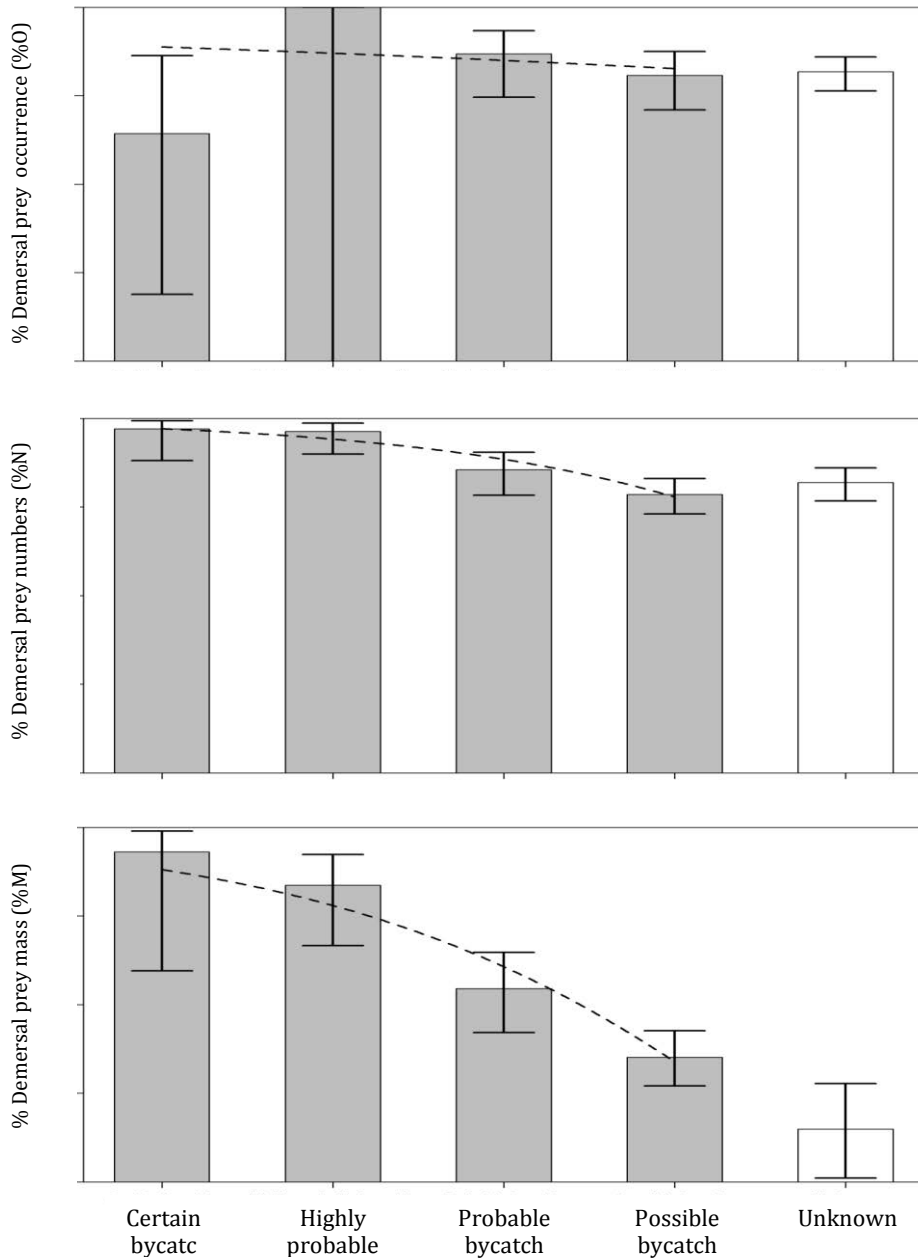 % Demersal prey occurrence (%O)
% Demersal prey numbers (%N)
% Demersal prey mass (%M)
Certain bycatc
Highly probable
Probable bycatch
Possible bycatch
Unknown